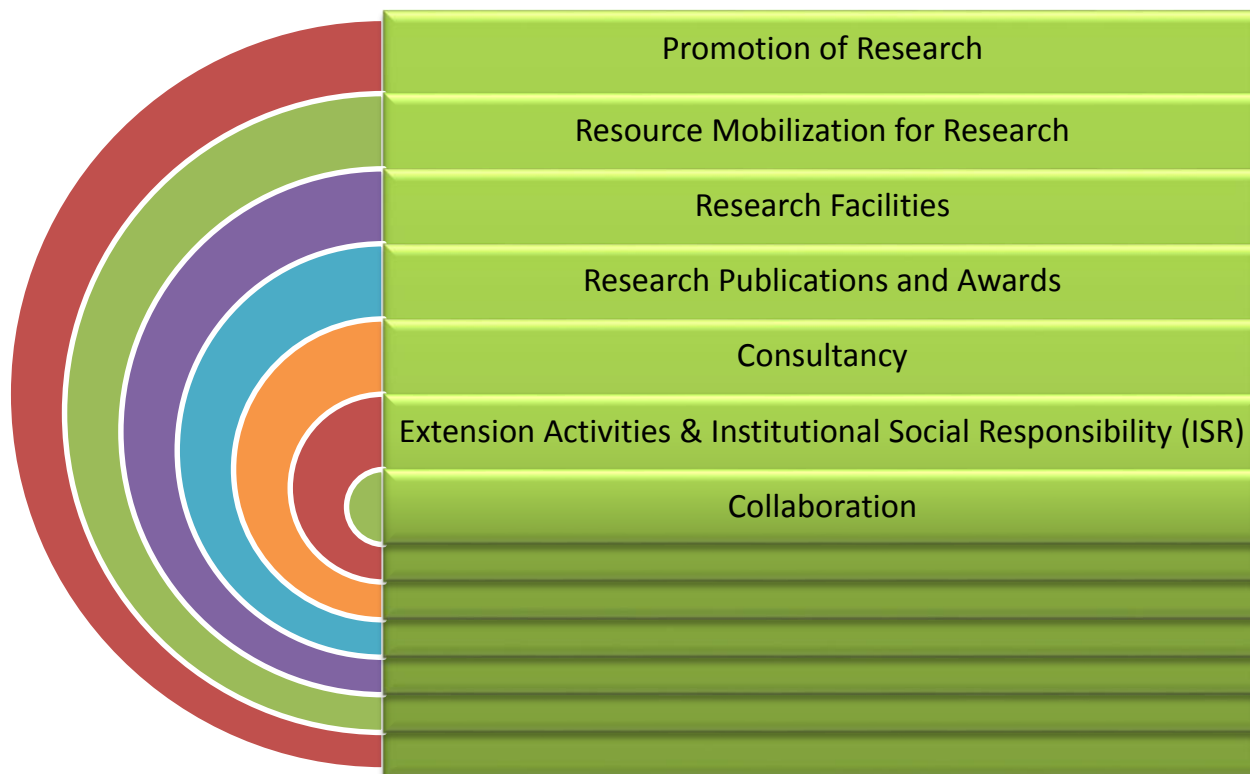 Promotion of Research
Resource Mobilization for Research
Research Facilities
Research Publications and Awards
Consultancy
Extension Activities & Institutional Social Responsibility (ISR)
Collaboration